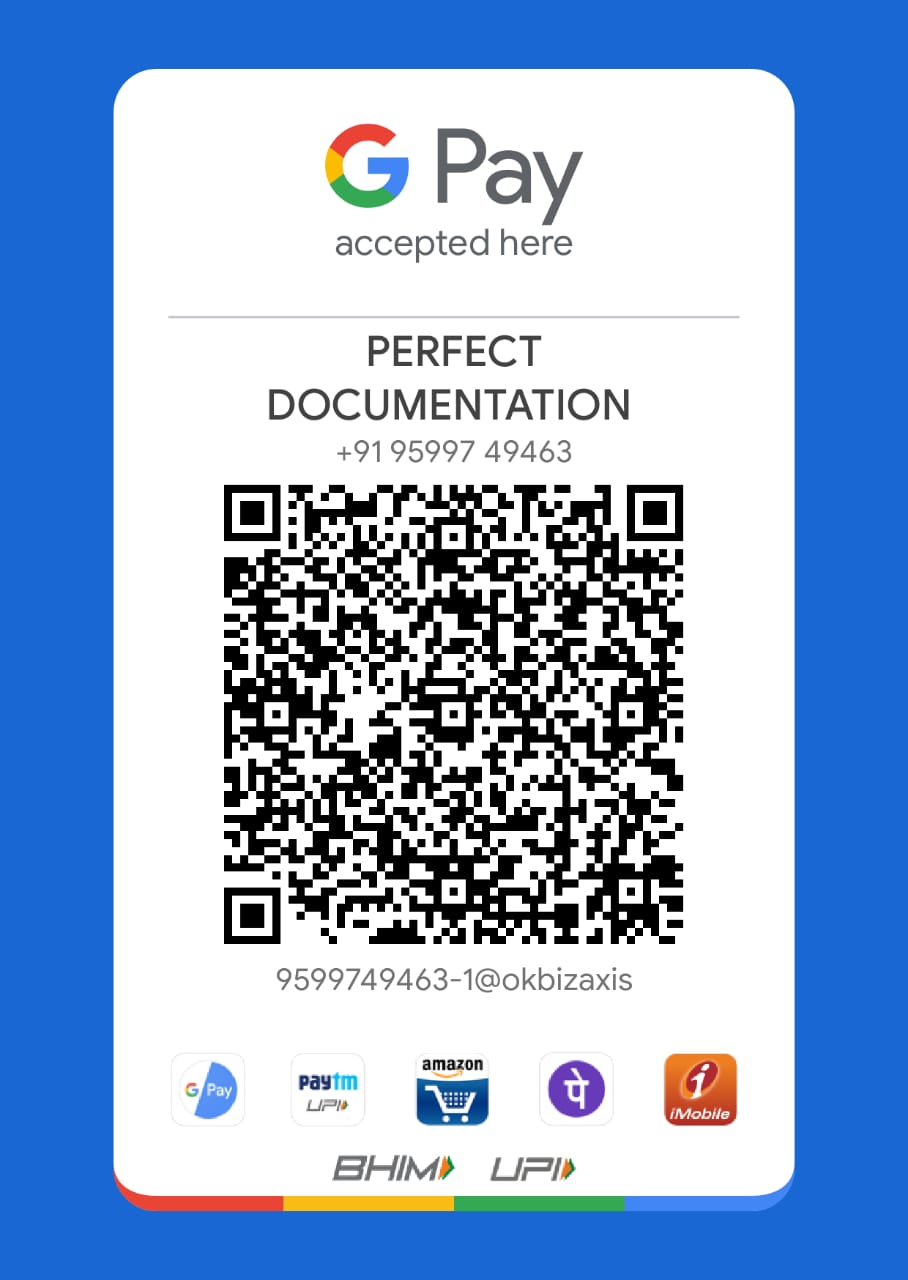 G Pay
accepted here
PERFECT
DOCUMENTATION
+91 95997 49463
9599749463-1@okbizaxis
G Pay
paytm
UPI
amazon
पे
i
iMobile
BHIM UPI